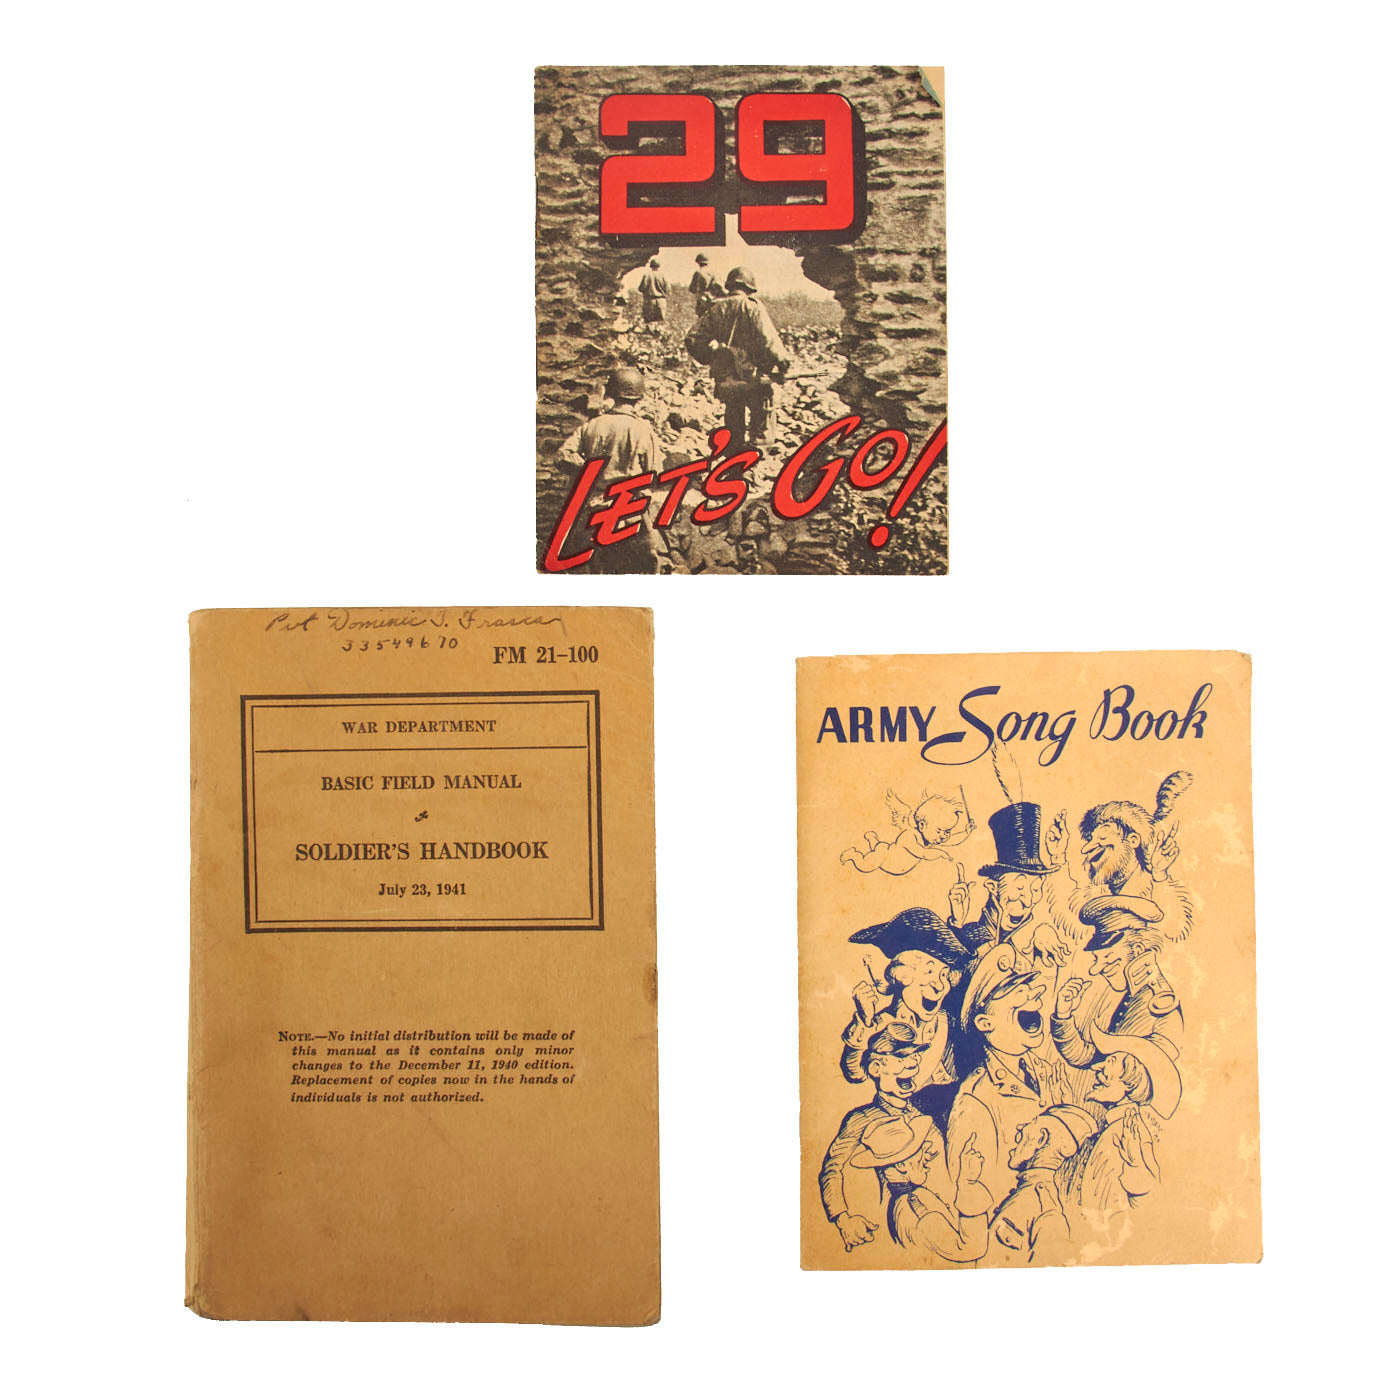 29
LET'S GO!
Pvt Dominic J. Frasca
33549670
FM 21–100
WAR DEPARTMENT
BASIC FIELD MANUAL
SOLDIER'S HANDBOOK
July 23, 1941
NOTE.—No initial distribution will be made of
this manual as it contains only minor
changes to the December 11, 1940 edition.
Replacement of copies now in the hands of
individuals is not authorized.
ARMY Song Book